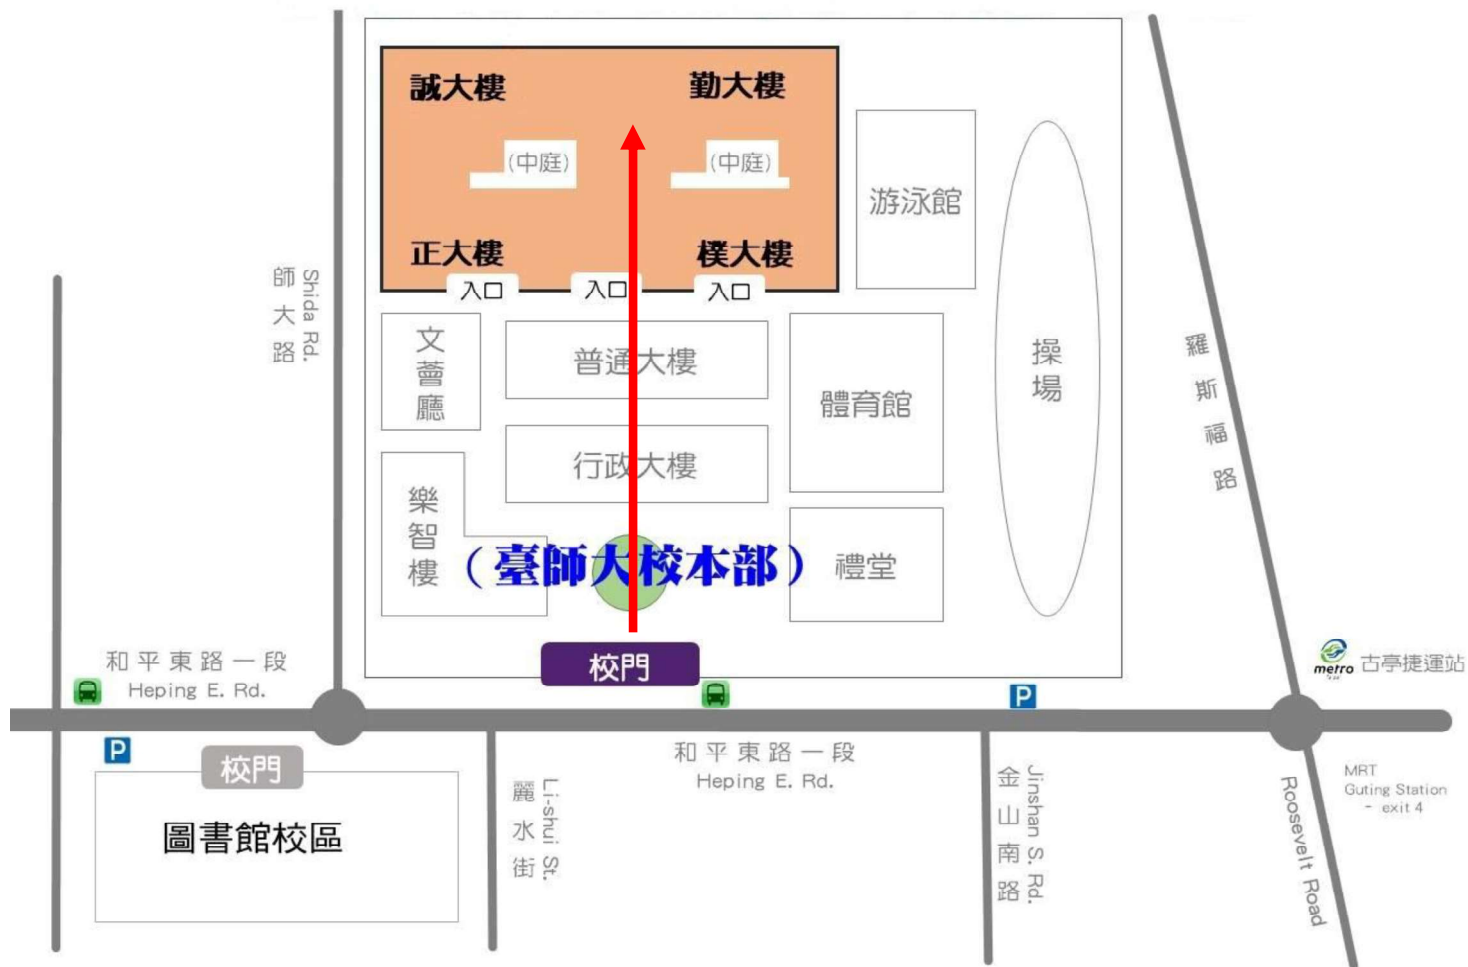 誠大樓
勤大樓
(中庭)
(中庭)
游泳館
正大樓
樸大樓
入口
入口
入口
師大路
Shida Rd.
文薈廳
普通大樓
體育館
操場
羅斯福路
行政大樓
樂智樓
(臺師大校本部)
禮堂
和平東路一段
Heping E. Rd.
校門
metro
古亭捷運站
P
P
校門
和平東路一段
Heping E. Rd.
圖書館校區
麗水街
Li-shui St.
金山南路
Jinshan S. Rd.
Roosevelt Road
MRT
Guting Station
- exit 4